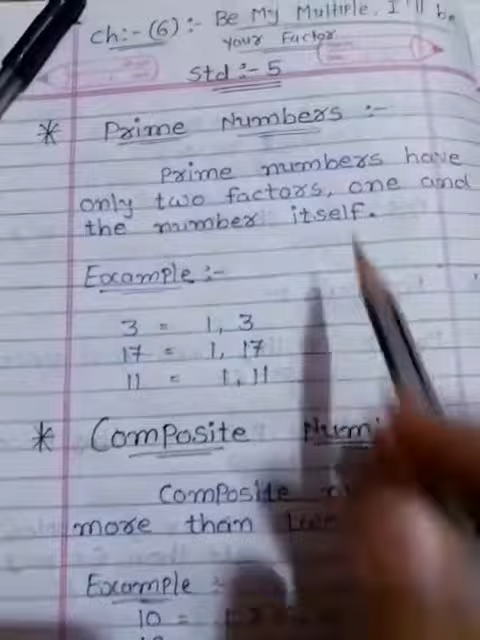 Ch:-(6):- Be My Multiple, I'll be
your Factor
Std:- 5
* Prime Numbers :-
Prime numbers have
only two factors, one and
the number itself.
Example :-
3 = 1, 3
17 = 1, 17
11 = 1, 11
* Composite
Composite
more than two
Example :
10 =